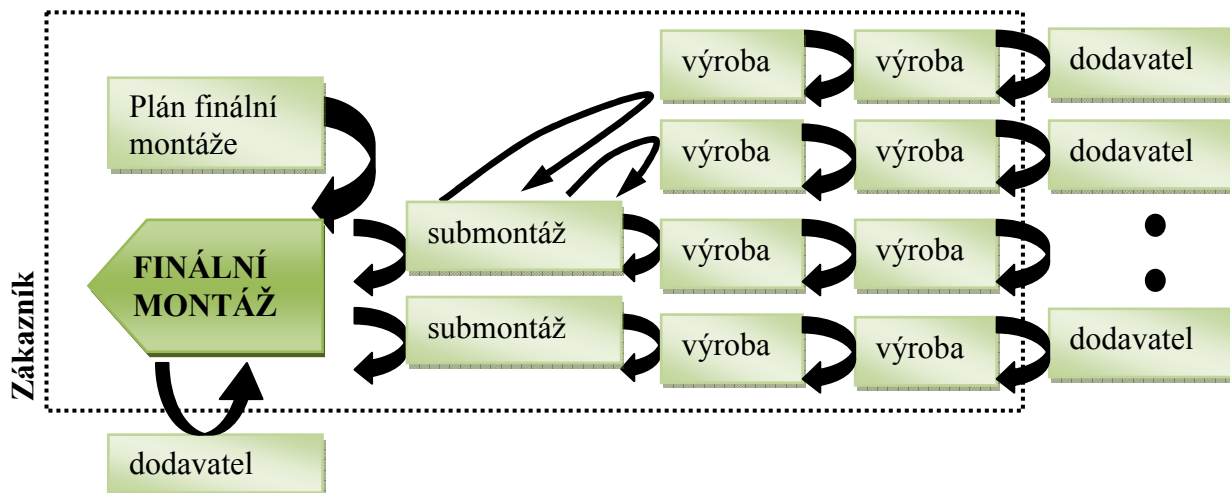 výroba
výroba
dodavatel
Plán finální
montáže
výroba
výroba
dodavatel
submontáž
výroba
výroba
FINÁLNÍ
MONTÁŽ
submontáž
výroba
výroba
dodavatel
Zákazník
dodavatel